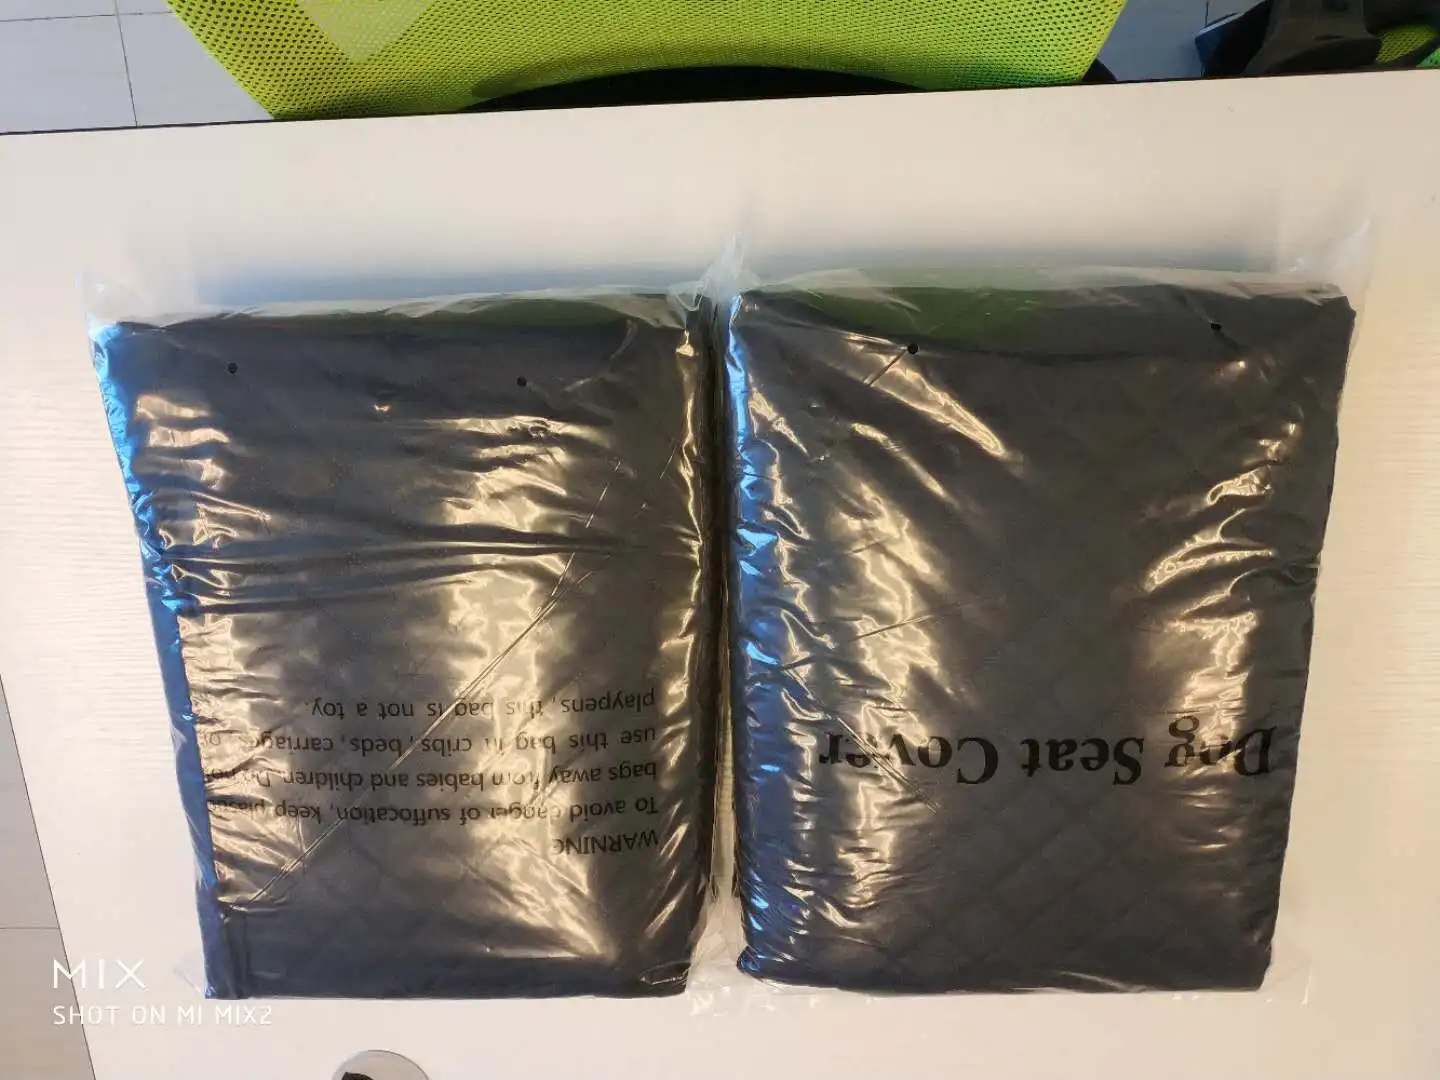 WARNING
To avoid danger of suffocation, keep
bags away from babies and children. Do not
use this bag in cribs, beds, carriages, or
playpens, this bag is not a toy.
Dog Seat Cover
MIX
SHOT ON MI MIX2